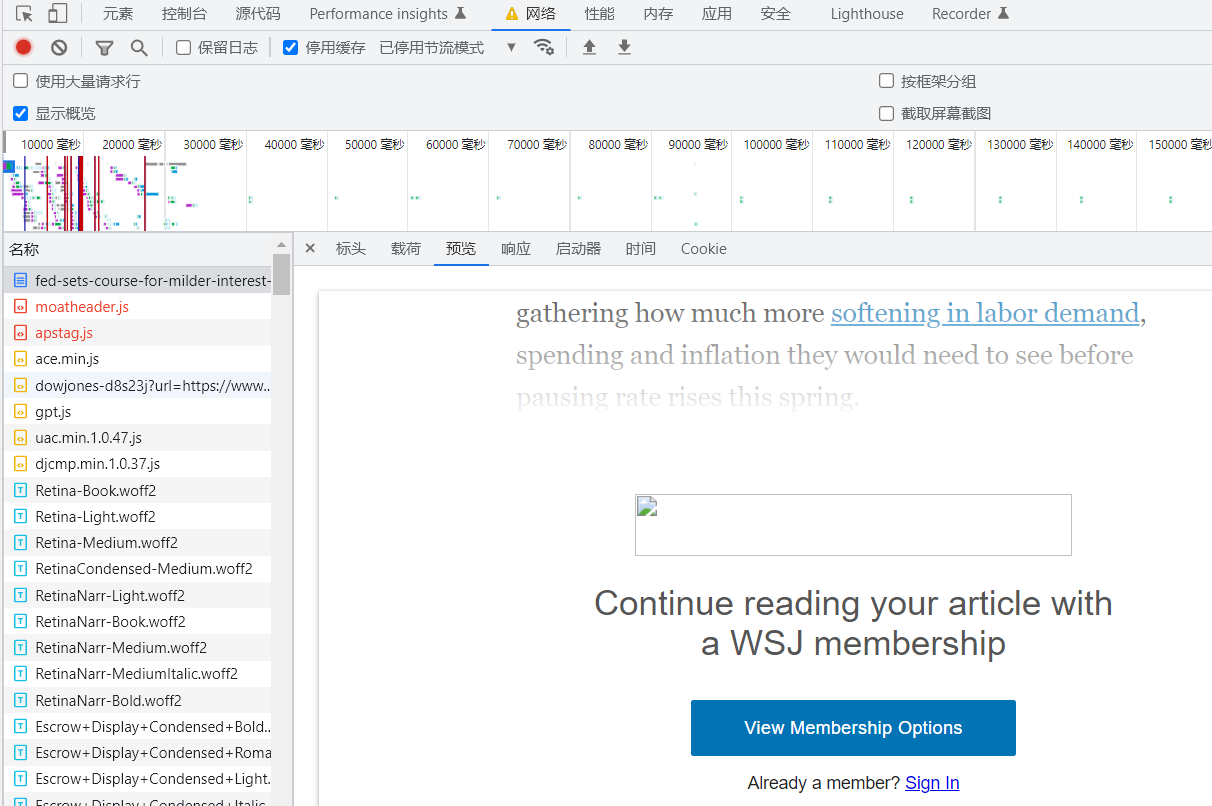 元素 控制台 源代码 Performance insights 网络 性能 内存 应用 安全 Lighthouse Recorder
保留日志 停用缓存 已停用节流模式
使用大量请求行 按框架分组
显示概览 截取屏幕截图
10000 毫秒 20000 毫秒 30000 毫秒 40000 毫秒 50000 毫秒 60000 毫秒 70000 毫秒 80000 毫秒 90000 毫秒 100000 毫秒 110000 毫秒 120000 毫秒 130000 毫秒 140000 毫秒 150000 毫秒
名称
× 标头 载荷 预览 响应 启动器 时间 Cookie
fed-sets-course-for-milder-interest-
moatheader.js
apstag.js
ace.min.js
dowjones-d8s23j?url=https://www...
gpt.js
uac.min.1.0.47.js
djcmp.min.1.0.37.js
Retina-Book.woff2
Retina-Light.woff2
Retina-Medium.woff2
RetinaCondensed-Medium.woff2
RetinaNarr-Light.woff2
RetinaNarr-Book.woff2
RetinaNarr-Medium.woff2
RetinaNarr-MediumItalic.woff2
RetinaNarr-Bold.woff2
Escrow+Display+Condensed+Bold...
Escrow+Display+Condensed+Roma
Escrow+Display+Condensed+Light.
Escrow+Display+Condensed+Italic
gathering how much more softening in labor demand,
spending and inflation they would need to see before
pausing rate rises this spring.
Continue reading your article with
a WSJ membership
View Membership Options
Already a member? Sign In